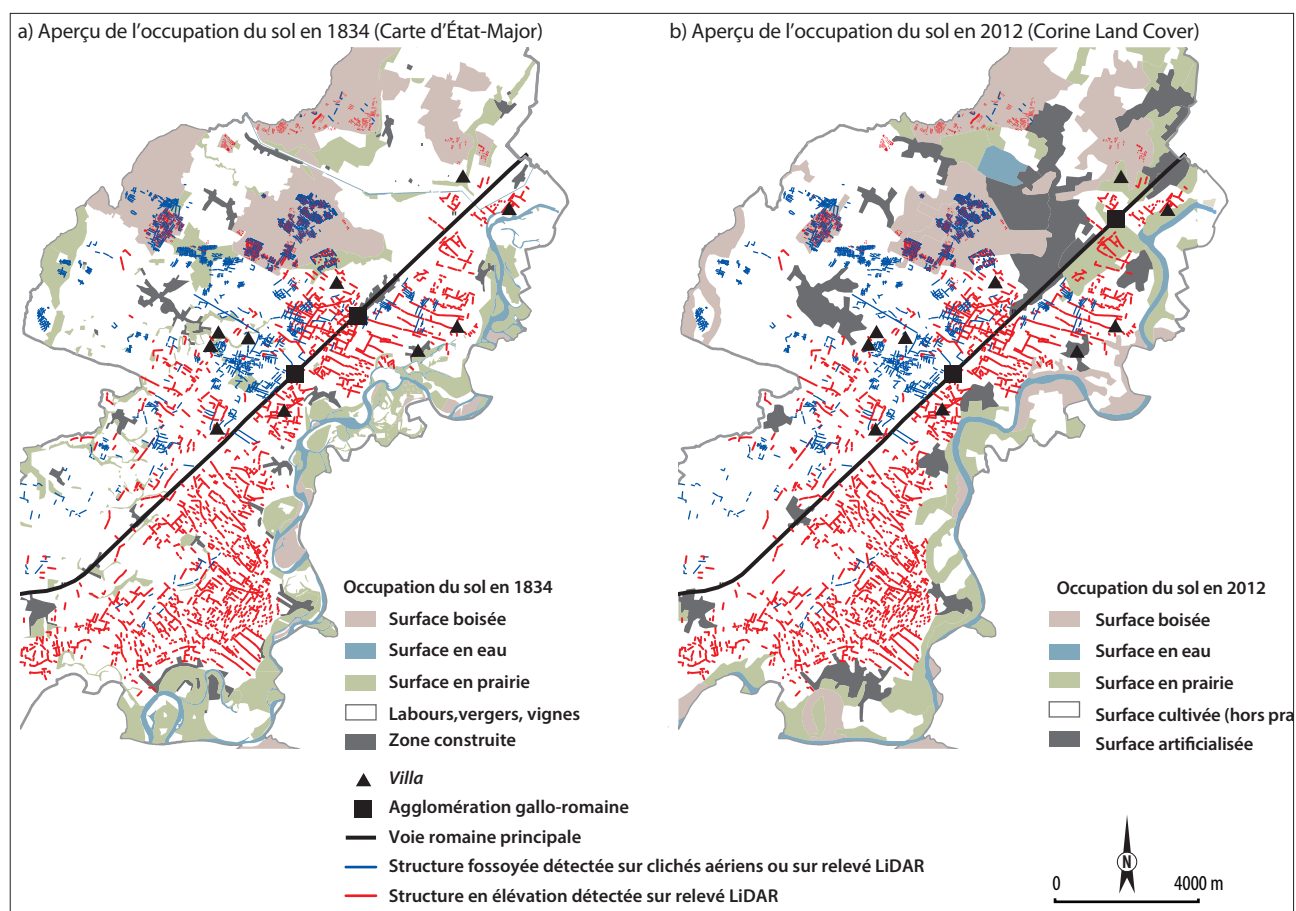 a) Aperçu de l'occupation du sol en 1834 (Carte d'État-Major)
b) Aperçu de l'occupation du sol en 2012 (Corine Land Cover)
Occupation du sol en 1834
Surface boisée
Surface en eau
Surface en prairie
Labours,vergers, vignes
Zone construite
Villa
Agglomération gallo-romaine
Voie romaine principale
Structure fossoyée détectée sur clichés aériens ou sur relevé LiDAR
Structure en élévation détectée sur relevé LiDAR
Occupation du sol en 2012
Surface boisée
Surface en eau
Surface en prairie
Surface cultivée (hors pra
Surface artificialisée
N
0 4000 m